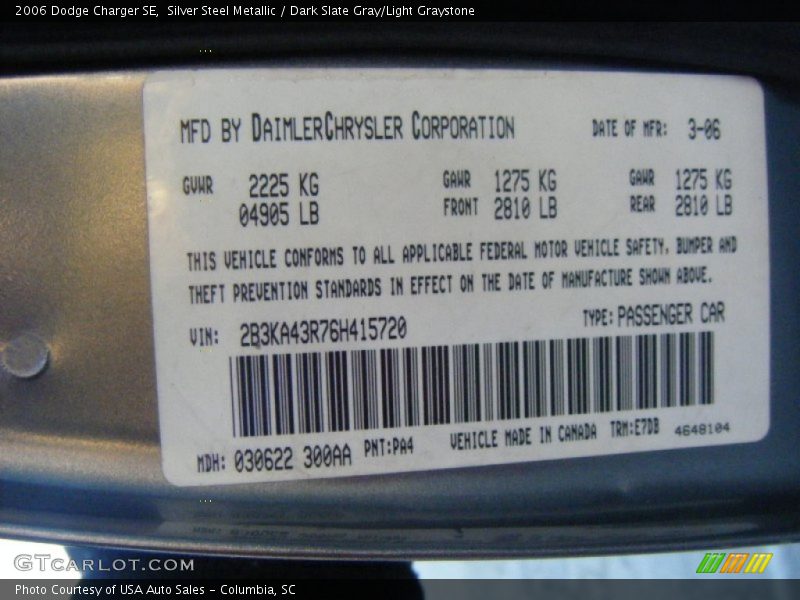 2006 Dodge Charger SE,  Silver Steel Metallic / Dark Slate Gray/Light Graystone
MFD BY DAIMLERCHRYSLER CORPORATION DATE OF MFR: 3-06
GVWR 2225 KG GAWR 1275 KG GAWR 1275 KG
04905 LB FRONT 2810 LB REAR 2810 LB
THIS VEHICLE CONFORMS TO ALL APPLICABLE FEDERAL MOTOR VEHICLE SAFETY, BUMPER AND
THEFT PREVENTION STANDARDS IN EFFECT ON THE DATE OF MANUFACTURE SHOWN ABOVE.
VIN: 2B3KA43R76H415720 TYPE: PASSENGER CAR
MDH: 030622 300AA PNT:PA4 VEHICLE MADE IN CANADA TRM:E7DB 4648104
GTCARLOT.COM
Photo Courtesy of USA Auto Sales - Columbia, SC